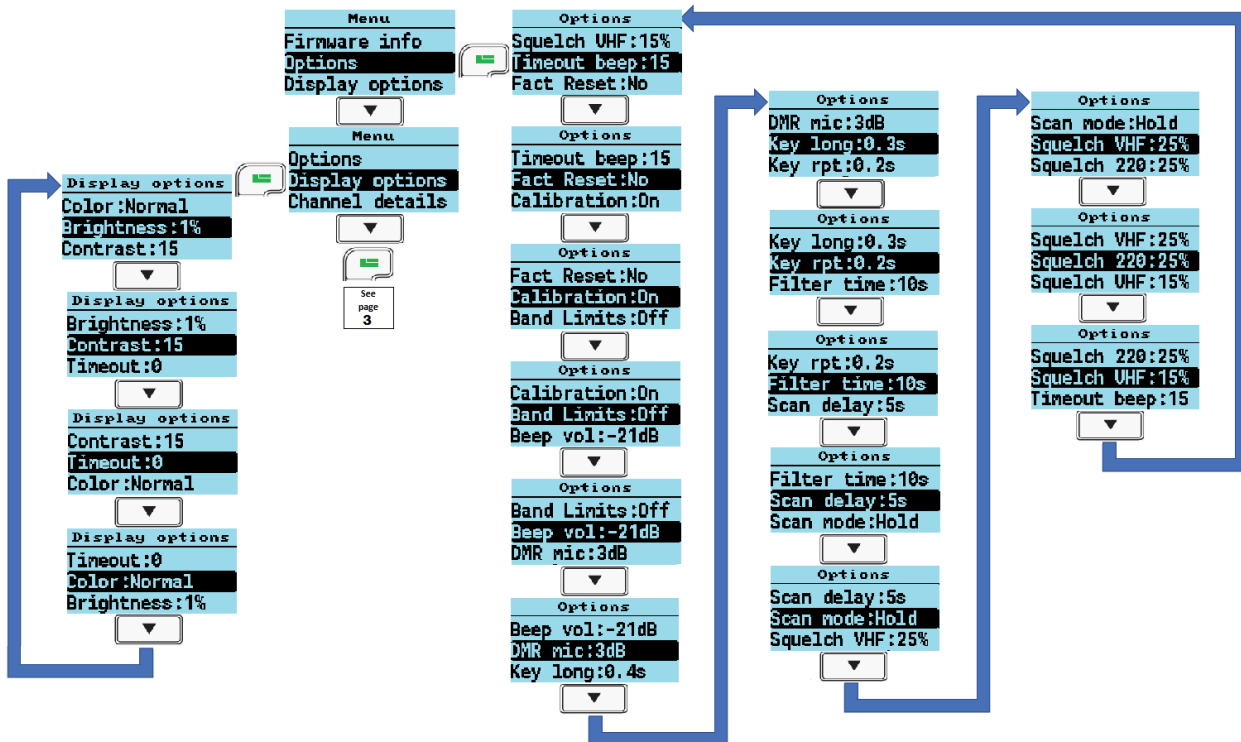 Menu
Firmware info
Options
Display options
Menu
Options
Display options
Channel details
See
page
3
Display options
Color:Normal
Brightness:1%
Contrast:15
Display options
Brightness:1%
Contrast:15
Timeout:0
Display options
Contrast:15
Timeout:0
Color:Normal
Display options
Timeout:0
Color:Normal
Brightness:1%
Options
Squelch VHF:15%
Timeout beep:15
Fact Reset:No
Options
Timeout beep:15
Fact Reset:No
Calibration:On
Options
Fact Reset:No
Calibration:On
Band Limits:Off
Options
Calibration:On
Band Limits:Off
Beep vol:-21dB
Options
Band Limits:Off
Beep vol:-21dB
DMR mic:3dB
Options
Beep vol:-21dB
DMR mic:3dB
Key long:0.4s
Options
DMR mic:3dB
Key long:0.3s
Key rpt:0.2s
Options
Key long:0.3s
Key rpt:0.2s
Filter time:10s
Options
Key rpt:0.2s
Filter time:10s
Scan delay:5s
Options
Filter time:10s
Scan delay:5s
Scan mode:Hold
Options
Scan delay:5s
Scan mode:Hold
Squelch VHF:25%
Options
Scan mode:Hold
Squelch VHF:25%
Squelch 220:25%
Options
Squelch VHF:25%
Squelch 220:25%
Squelch VHF:15%
Options
Squelch 220:25%
Squelch VHF:15%
Timeout beep:15